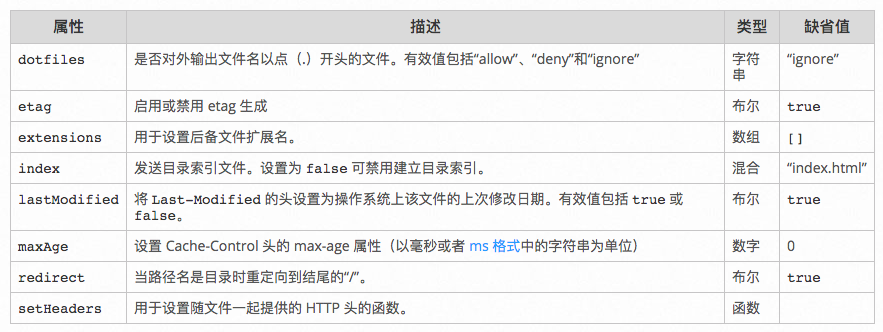 属性 描述 类型 缺省值
dotfiles 是否对外输出文件名以点（.）开头的文件。有效值包括“allow”、“deny”和“ignore” 字符串 “ignore”
etag 启用或禁用 etag 生成 布尔 true
extensions 用于设置后备文件扩展名。 数组 []
index 发送目录索引文件。设置为 false 可禁用建立目录索引。 混合 “index.html”
lastModified 将 Last-Modified 的头设置为操作系统上该文件的上次修改日期。有效值包括 true 或 布尔 true
false。
maxAge 设置 Cache-Control 头的 max-age 属性（以毫秒或者 ms 格式中的字符串为单位） 数字 0
redirect 当路径名是目录时重定向到结尾的“/”。 布尔 true
setHeaders 用于设置随文件一起提供的 HTTP 头的函数。 函数